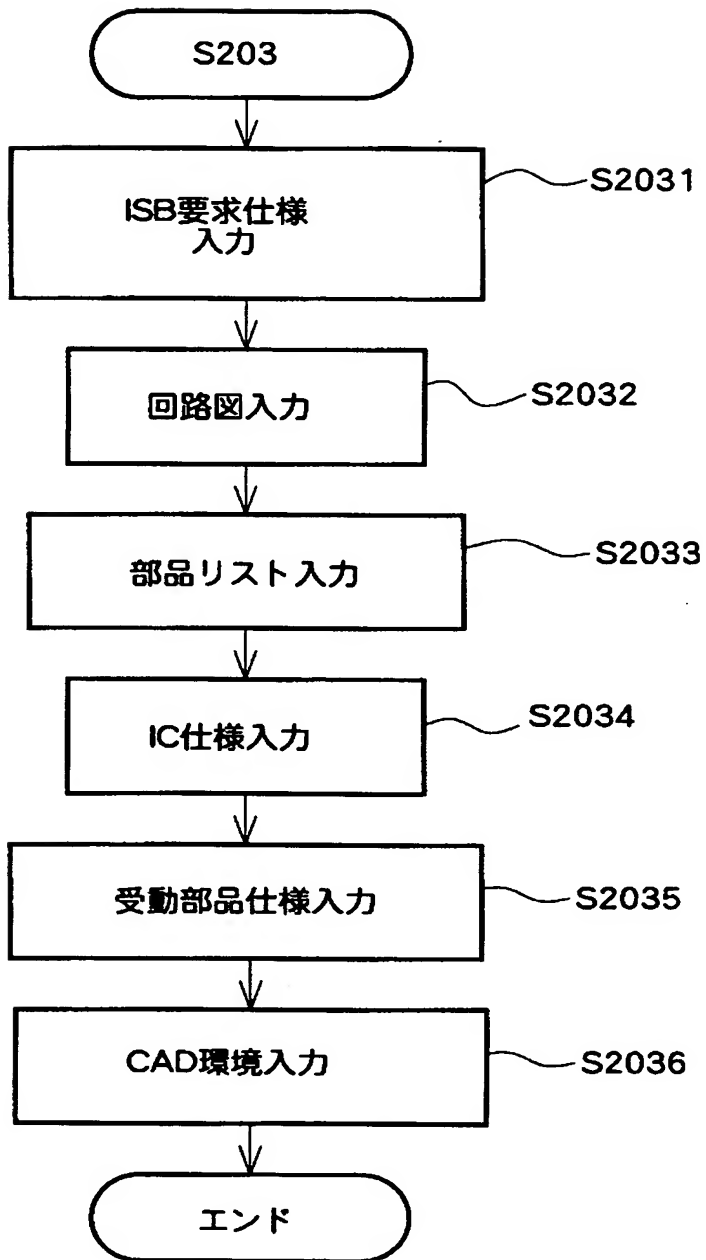 S203
ISB要求仕様
入力
S2031
回路図入力
S2032
部品リスト入力
S2033
IC仕様入力
S2034
受動部品仕様入力
S2035
CAD環境入力
S2036
エンド